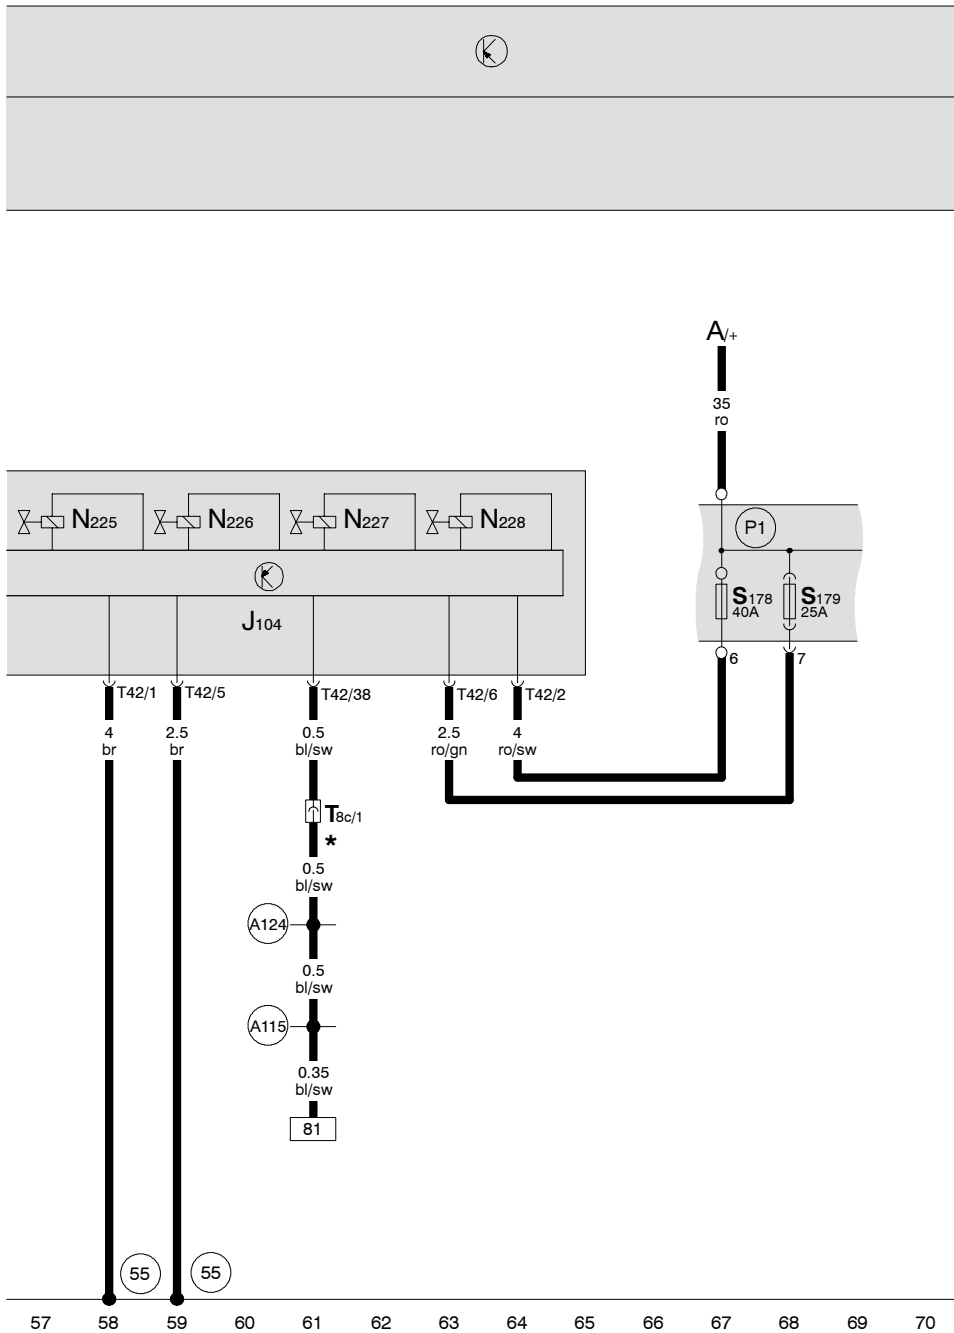 A/+
35
ro
P1
N225 N226 N227 N228
S178
40A
S179
25A
J104
6 7
T42/1 T42/5 T42/38 T42/6 T42/2
4
br
2.5
br
0.5
bl/sw
2.5
ro/gn
4
ro/sw
T8c/1
*
0.5
bl/sw
A124
0.5
bl/sw
A115
0.35
bl/sw
81
55 55
57 58 59 60 61 62 63 64 65 66 67 68 69 70